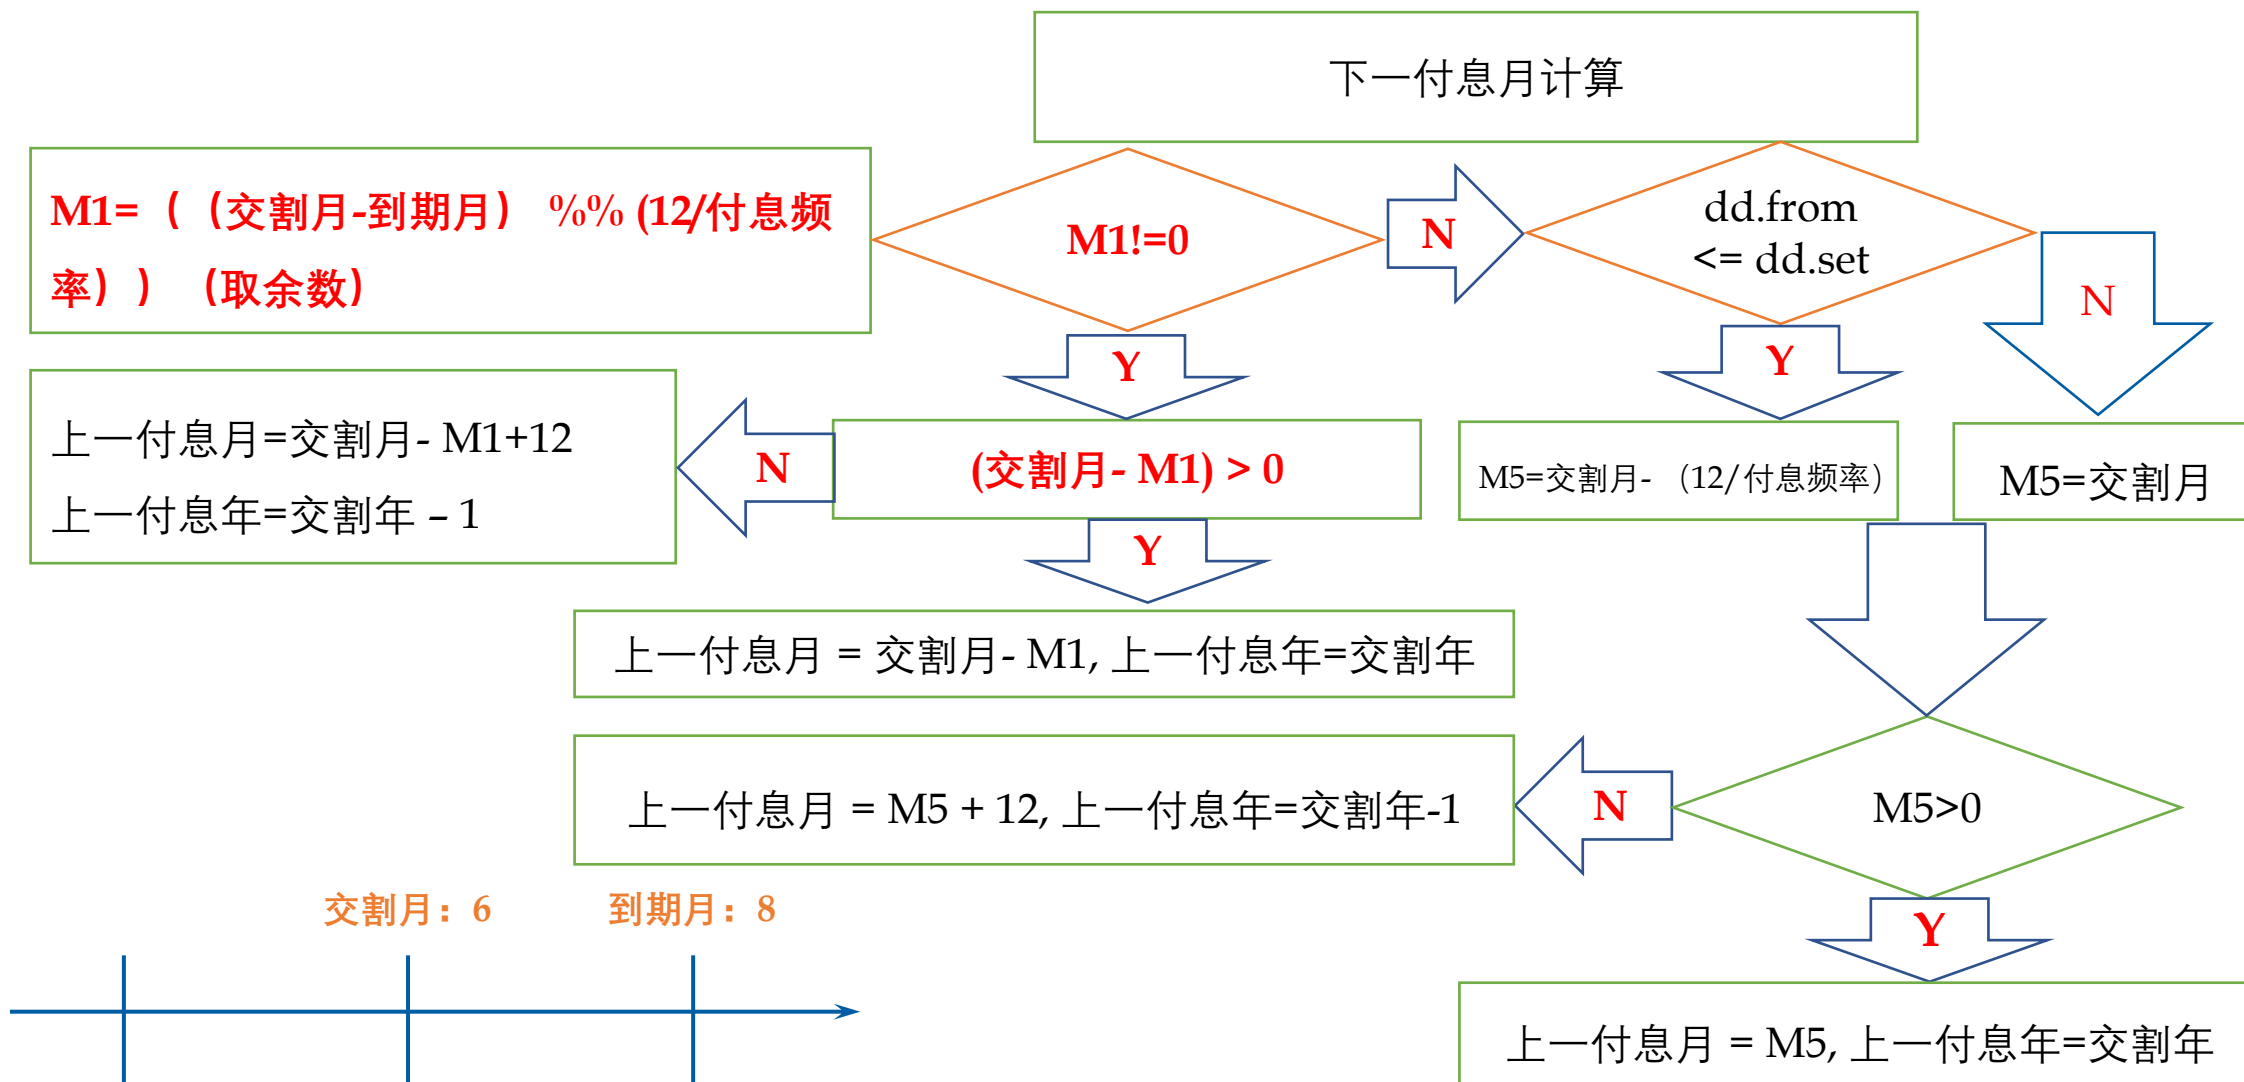 下一付息月计算
M1=（（交割月-到期月） %% (12/付息频
率））（取余数）
M1!=0
N
dd.from
<= dd.set
N
Y
Y
上一付息月=交割月- M1+12
上一付息年=交割年 – 1
N
(交割月- M1) > 0
M5=交割月- （12/付息频率）
M5=交割月
Y
上一付息月 = 交割月- M1, 上一付息年=交割年
上一付息月 = M5 + 12, 上一付息年=交割年-1
N
M5>0
交割月：6
到期月：8
Y
上一付息月 = M5, 上一付息年=交割年